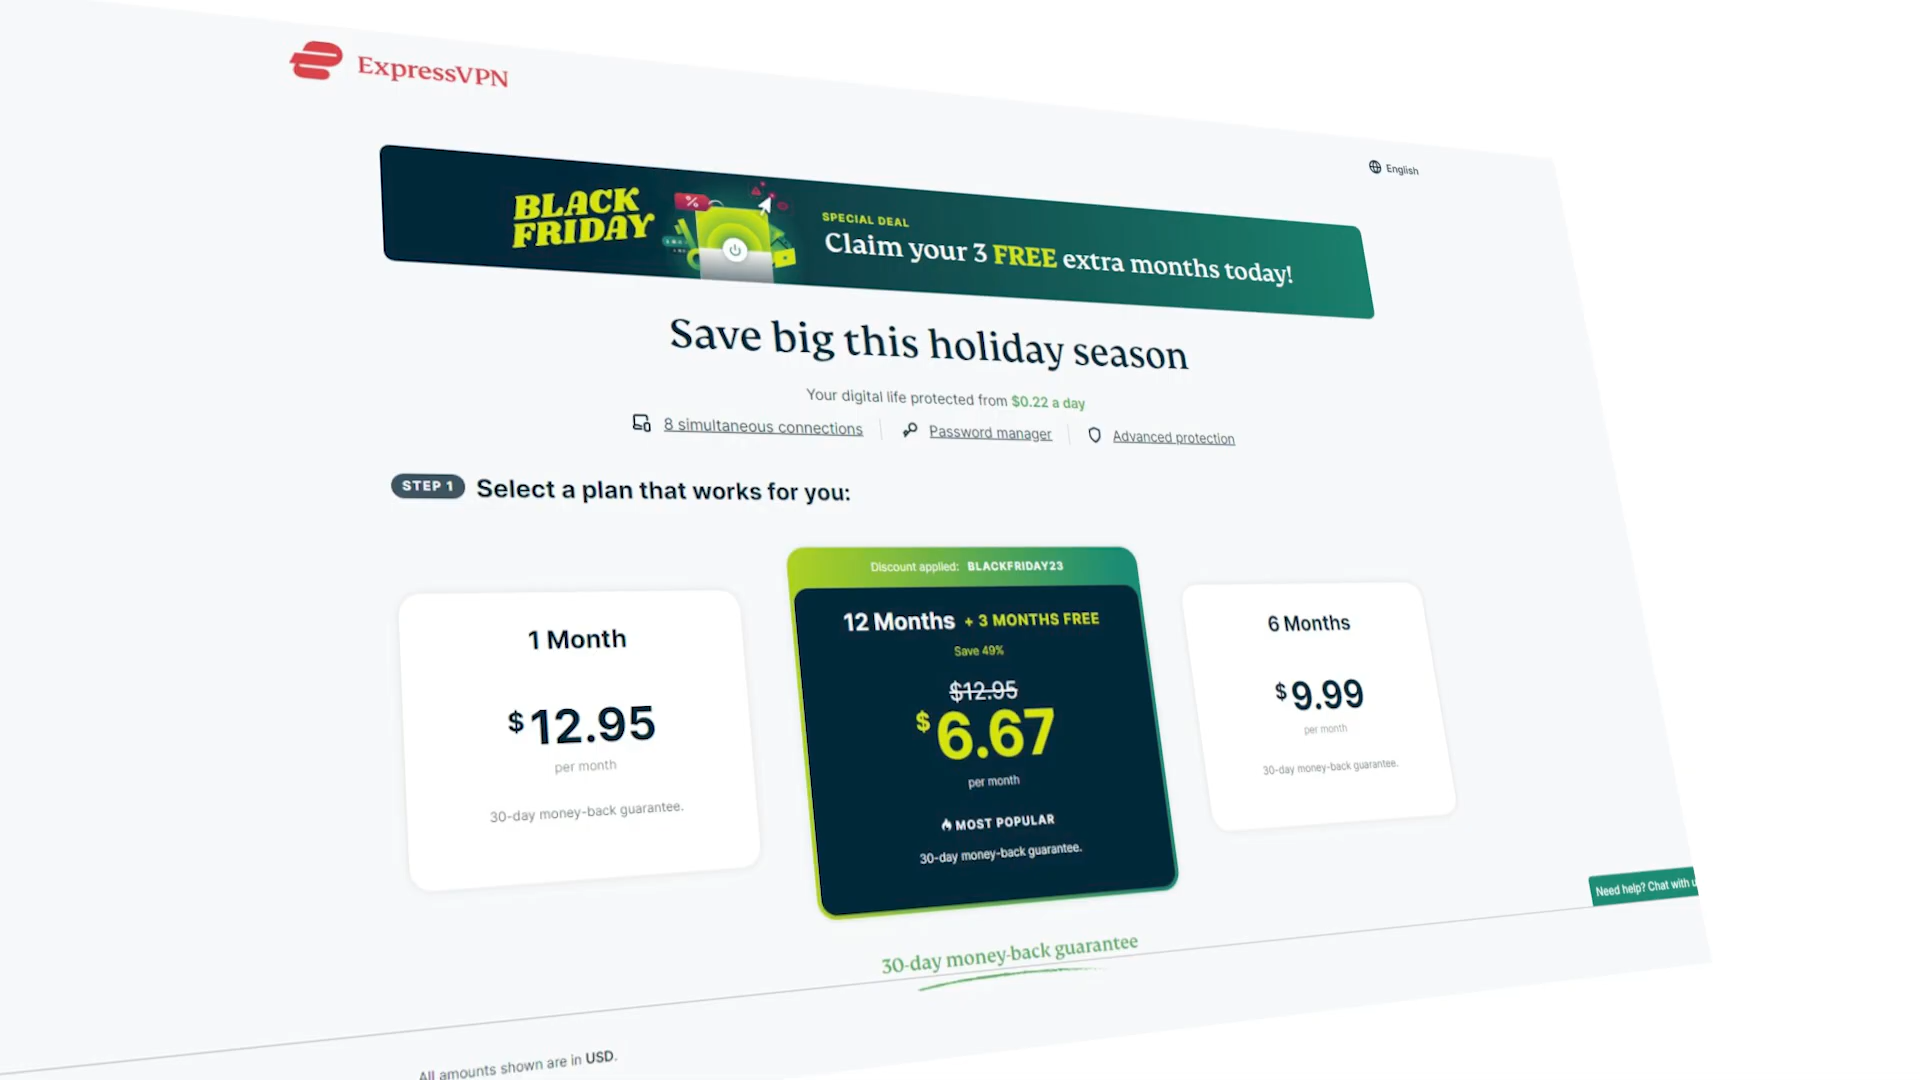 ExpressVPN
English
BLACK
FRIDAY
SPECIAL DEAL
Claim your 3 FREE extra months today!
Save big this holiday season
Your digital life protected from $0.22 a day
8 simultaneous connections
Password manager
Advanced protection
STEP 1 Select a plan that works for you:
1 Month
$12.95
per month
30-day money-back guarantee.
Discount applied: BLACKFRIDAY23
12 Months + 3 MONTHS FREE
Save 49%
$12.95
$6.67
per month
MOST POPULAR
30-day money-back guarantee.
6 Months
$9.99
per month
30-day money-back guarantee.
Need help? Chat with u
30-day money-back guarantee
All amounts shown are in USD.